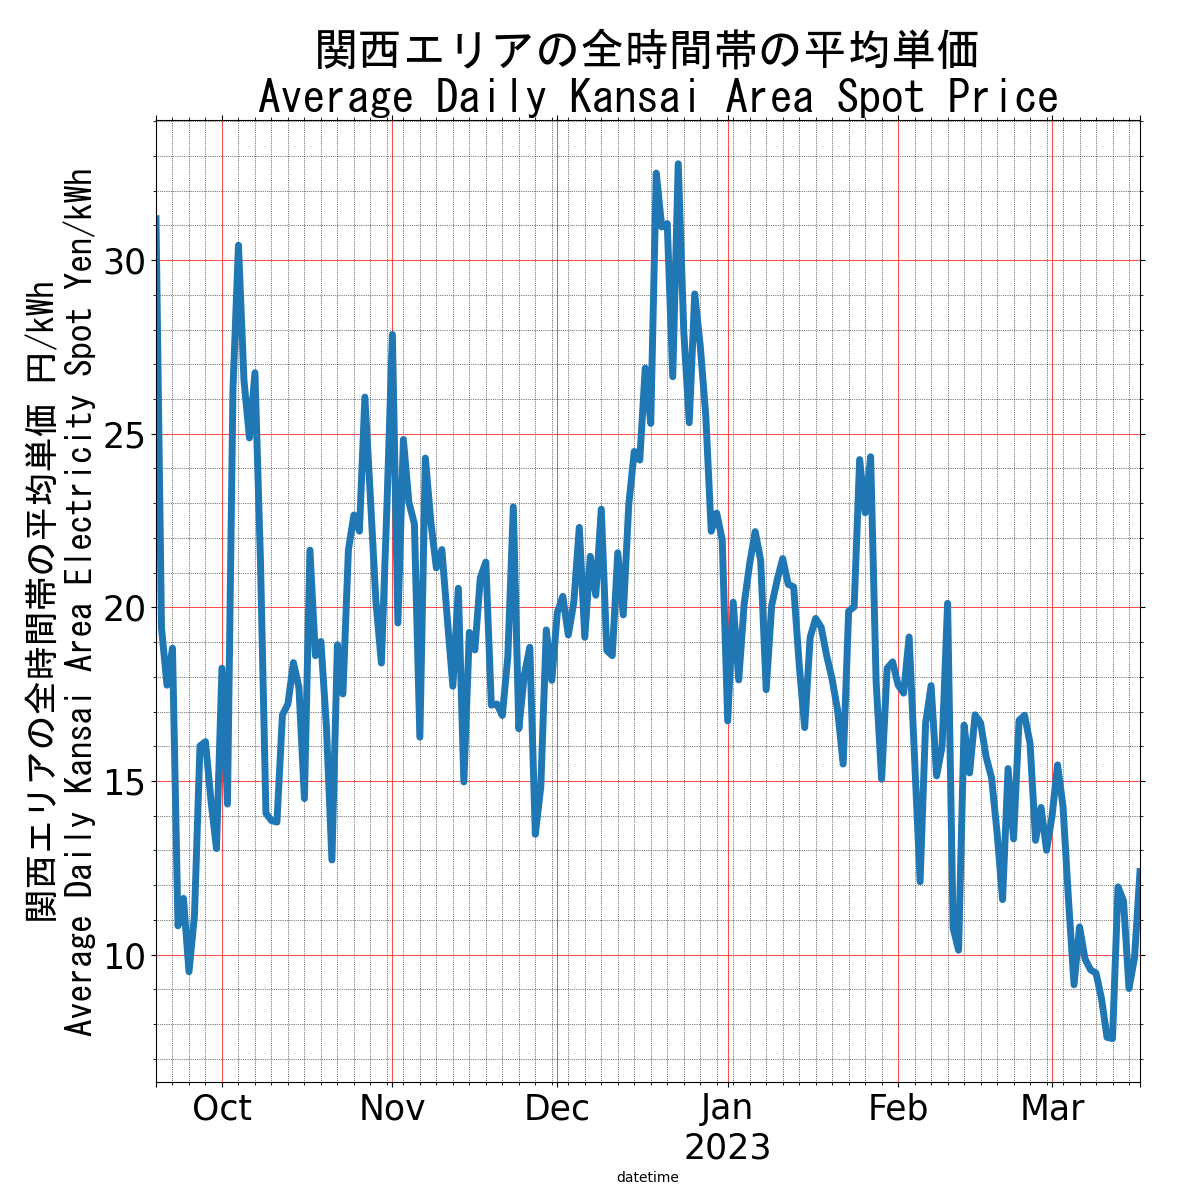 関西エリアの全時間帯の平均単価
Average Daily Kansai Area Spot Price
関西エリアの全時間帯の平均単価 円/kWh
Average Daily Kansai Area Electricity Spot Yen/kWh
30
25
20
15
10
Oct
Nov
Dec
Jan
2023
Feb
Mar
datetime